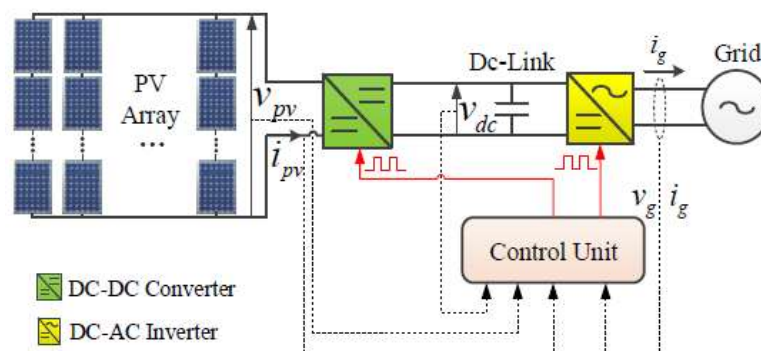 PV
Array
...
v_pv
i_pv
Dc-Link
v_dc
i_g
Grid
v_g i_g
Control Unit
DC-DC Converter
DC-AC Inverter